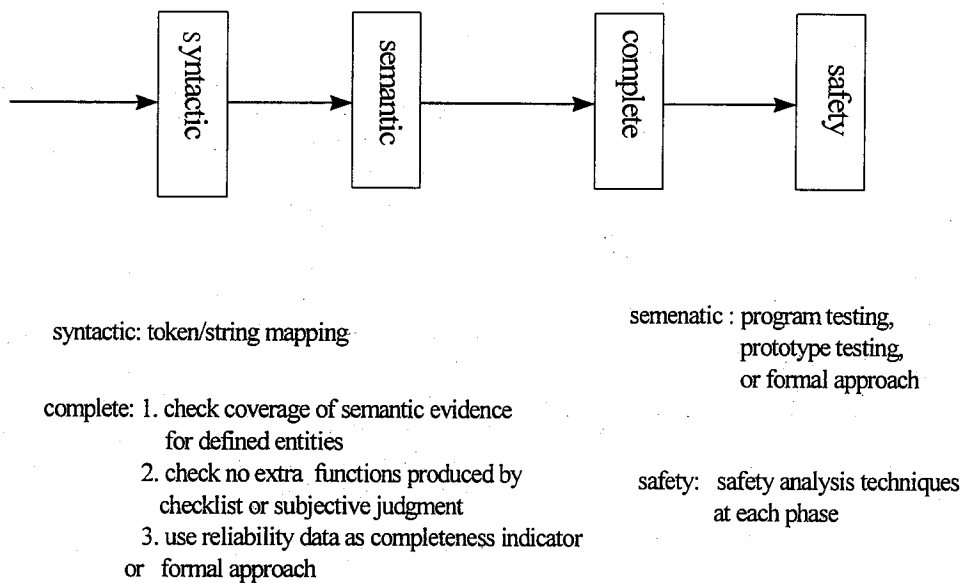 syntactic
semantic
complete
safety
syntactic: token/string mapping
semenatic : program testing,
prototype testing,
or formal approach
complete: 1. check coverage of semantic evidence
for defined entities
2. check no extra functions produced by
checklist or subjective judgment
3. use reliability data as completeness indicator
or formal approach
safety: safety analysis techniques
at each phase